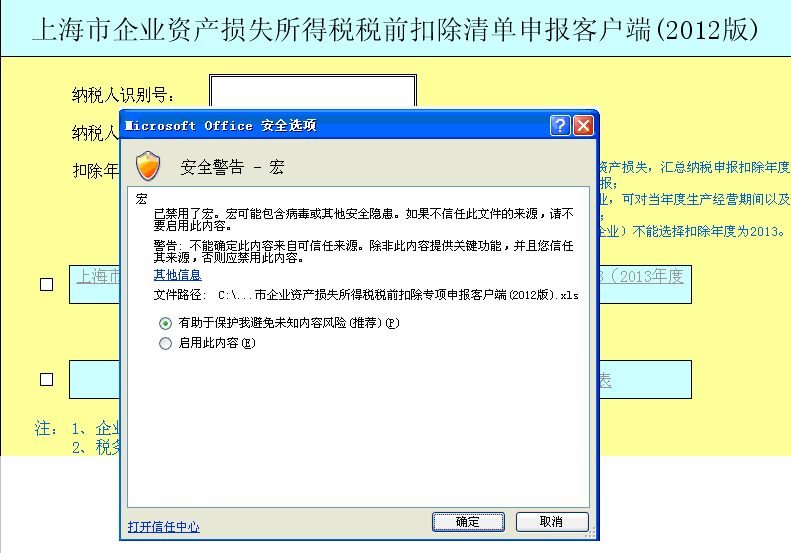 上海市企业资产损失所得税税前扣除清单申报客户端(2012版)
纳税人识别号：
纳税人
扣除年
资产损失，汇总纳税申报扣除年度
报；
业，可对当年度生产经营期间以及
；
企业）不能选择扣除年度为2013。
上海市
3（2013年度
表
注： 1、企业
2、税务
Microsoft Office 安全选项
安全警告 - 宏
宏
已禁用了宏。宏可能包含病毒或其他安全隐患。如果不信任此文件的来源，请不
要启用此内容。
警告: 不能确定此内容来自可信任来源。除非此内容提供关键功能，并且您信任
其来源，否则应禁用此内容。
其他信息
文件路径: C:\...市企业资产损失所得税税前扣除专项申报客户端(2012版).xls
有助于保护我避免未知内容风险(推荐)(P)
启用此内容(E)
打开信任中心
确定
取消